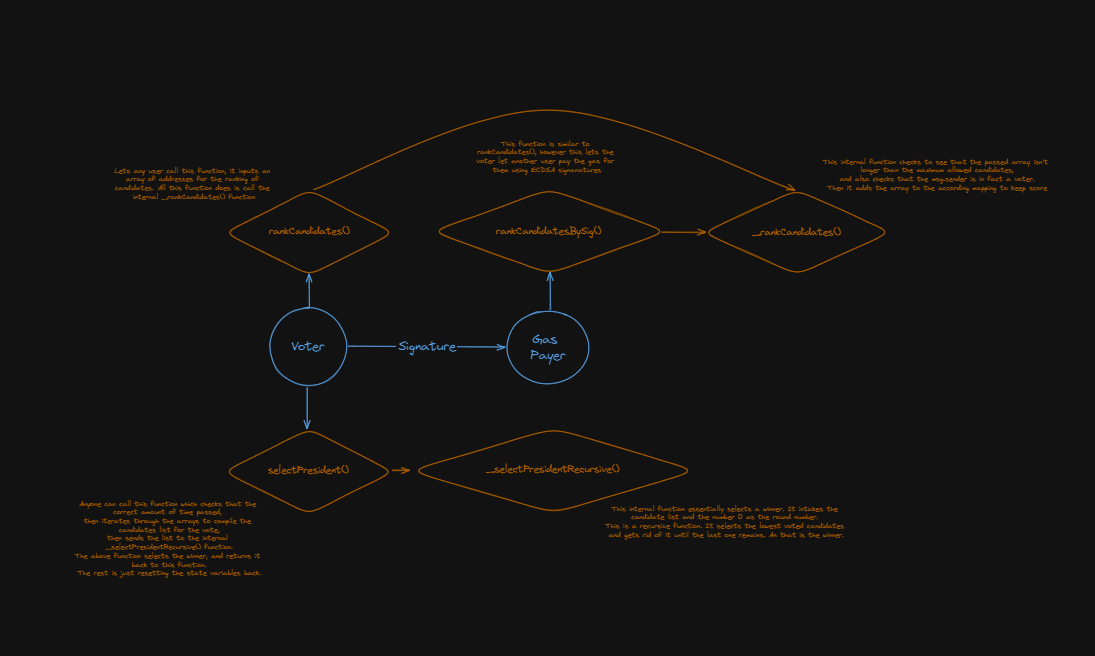 This function is similar to
rankCandidates(), however this lets the
voter let another user pay the gas for
then using ECDSA signatures
This internal function checks to see that the passed array isn't
longer than the maximum allowed candidates,
and also checks that the msg.sender is in fact a voter.
Then it adds the array to the according mapping to keep score
Lets any user call this function, it inputs an
array of addresses for the ranking of
candidates. All this function does is call the
internal _rankCandidates() function
rankCandidates()
rankCandidatesBySig()
_rankCandidates()
Voter
Signature
Gas
Payer
selectPresident()
_selectPresidentRecursive()
Anyone can call this function which checks that the
correct amount of time passed,
then iterates through the arrays to compile the
candidates list for the vote,
then sends the list to the internal
_selectPresidentRecursive() function.
The above function selects the winner, and returns it
back to this function.
The rest is just resetting the state variables back.
This internal function essentially selects a winner. It intakes the
candidate list and the number 0 as the round number.
This is a recursive function. It selects the lowest voted candidates
and gets rid of it until the last one remains. An that is the winner.